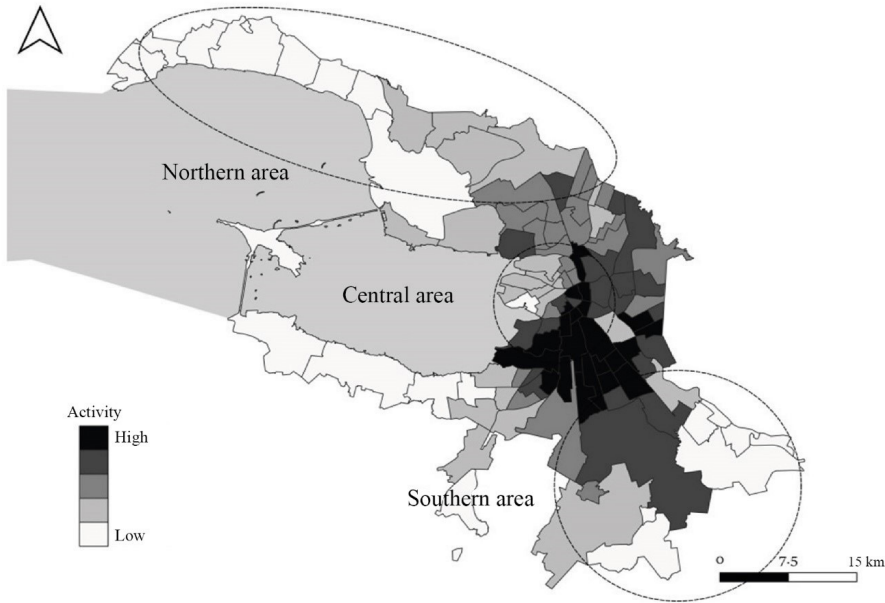 Northern area
Central area
Southern area
Activity
High
Low
0 7·5 15 km